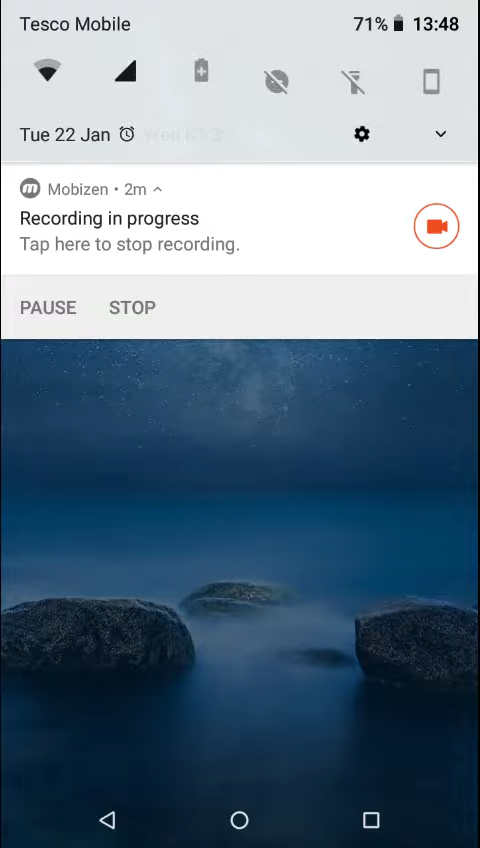 Tesco Mobile 71% 13:48
Tue 22 Jan
Mobizen • 2m
Recording in progress
Tap here to stop recording.
PAUSE STOP